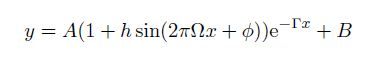 y = A(1 + h sin(2πΩx + ϕ))e^{−Γx} + B